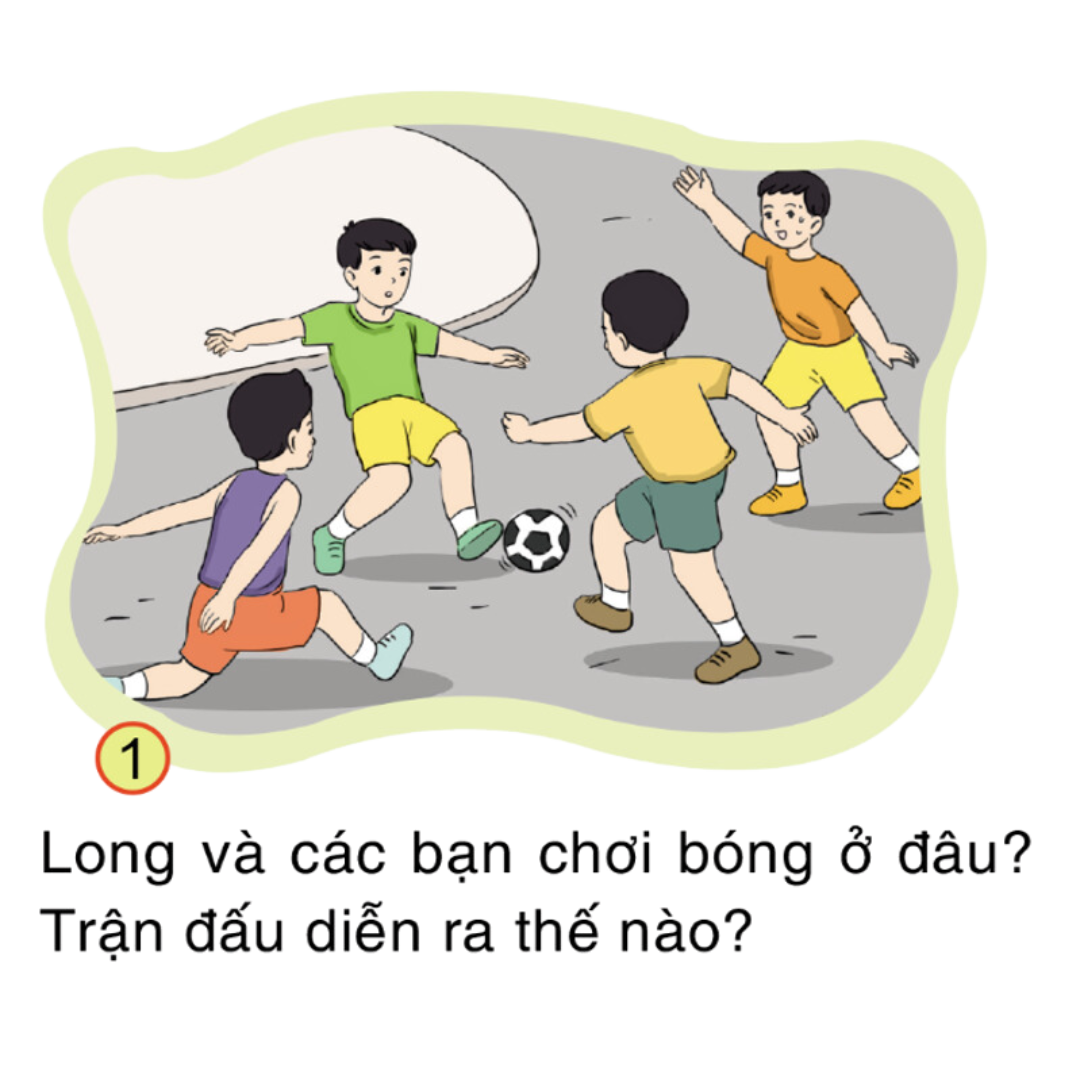 1
Long và các bạn chơi bóng ở đâu?
Trận đấu diễn ra thế nào?